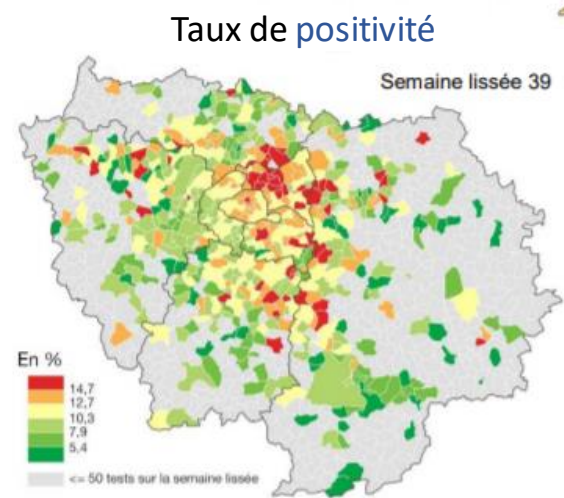 Taux de positivité
Semaine lissée 39
En %
14,7
12,7
10,3
7,9
5,4
<= 50 tests sur la semaine lissée